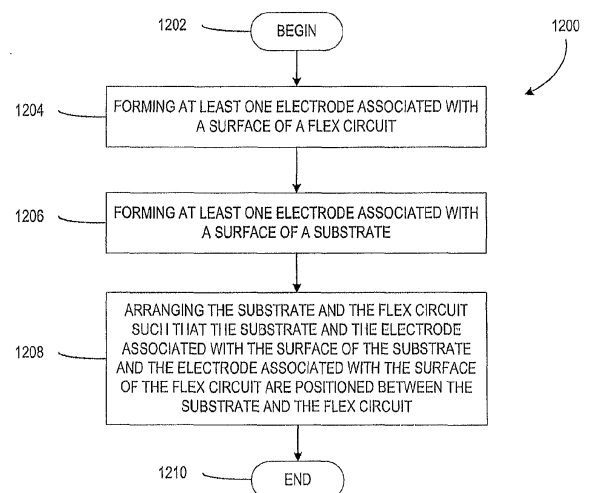 1202
BEGIN
1200
1204
FORMING AT LEAST ONE ELECTRODE ASSOCIATED WITH
A SURFACE OF A FLEX CIRCUIT
1206
FORMING AT LEAST ONE ELECTRODE ASSOCIATED WITH
A SURFACE OF A SUBSTRATE
1208
ARRANGING THE SUBSTRATE AND THE FLEX CIRCUIT
SUCH THAT THE SUBSTRATE AND THE ELECTRODE
ASSOCIATED WITH THE SURFACE OF THE SUBSTRATE
AND THE ELECTRODE ASSOCIATED WITH THE SURFACE
OF THE FLEX CIRCUIT ARE POSITIONED BETWEEN THE
SUBSTRATE AND THE FLEX CIRCUIT
1210
END